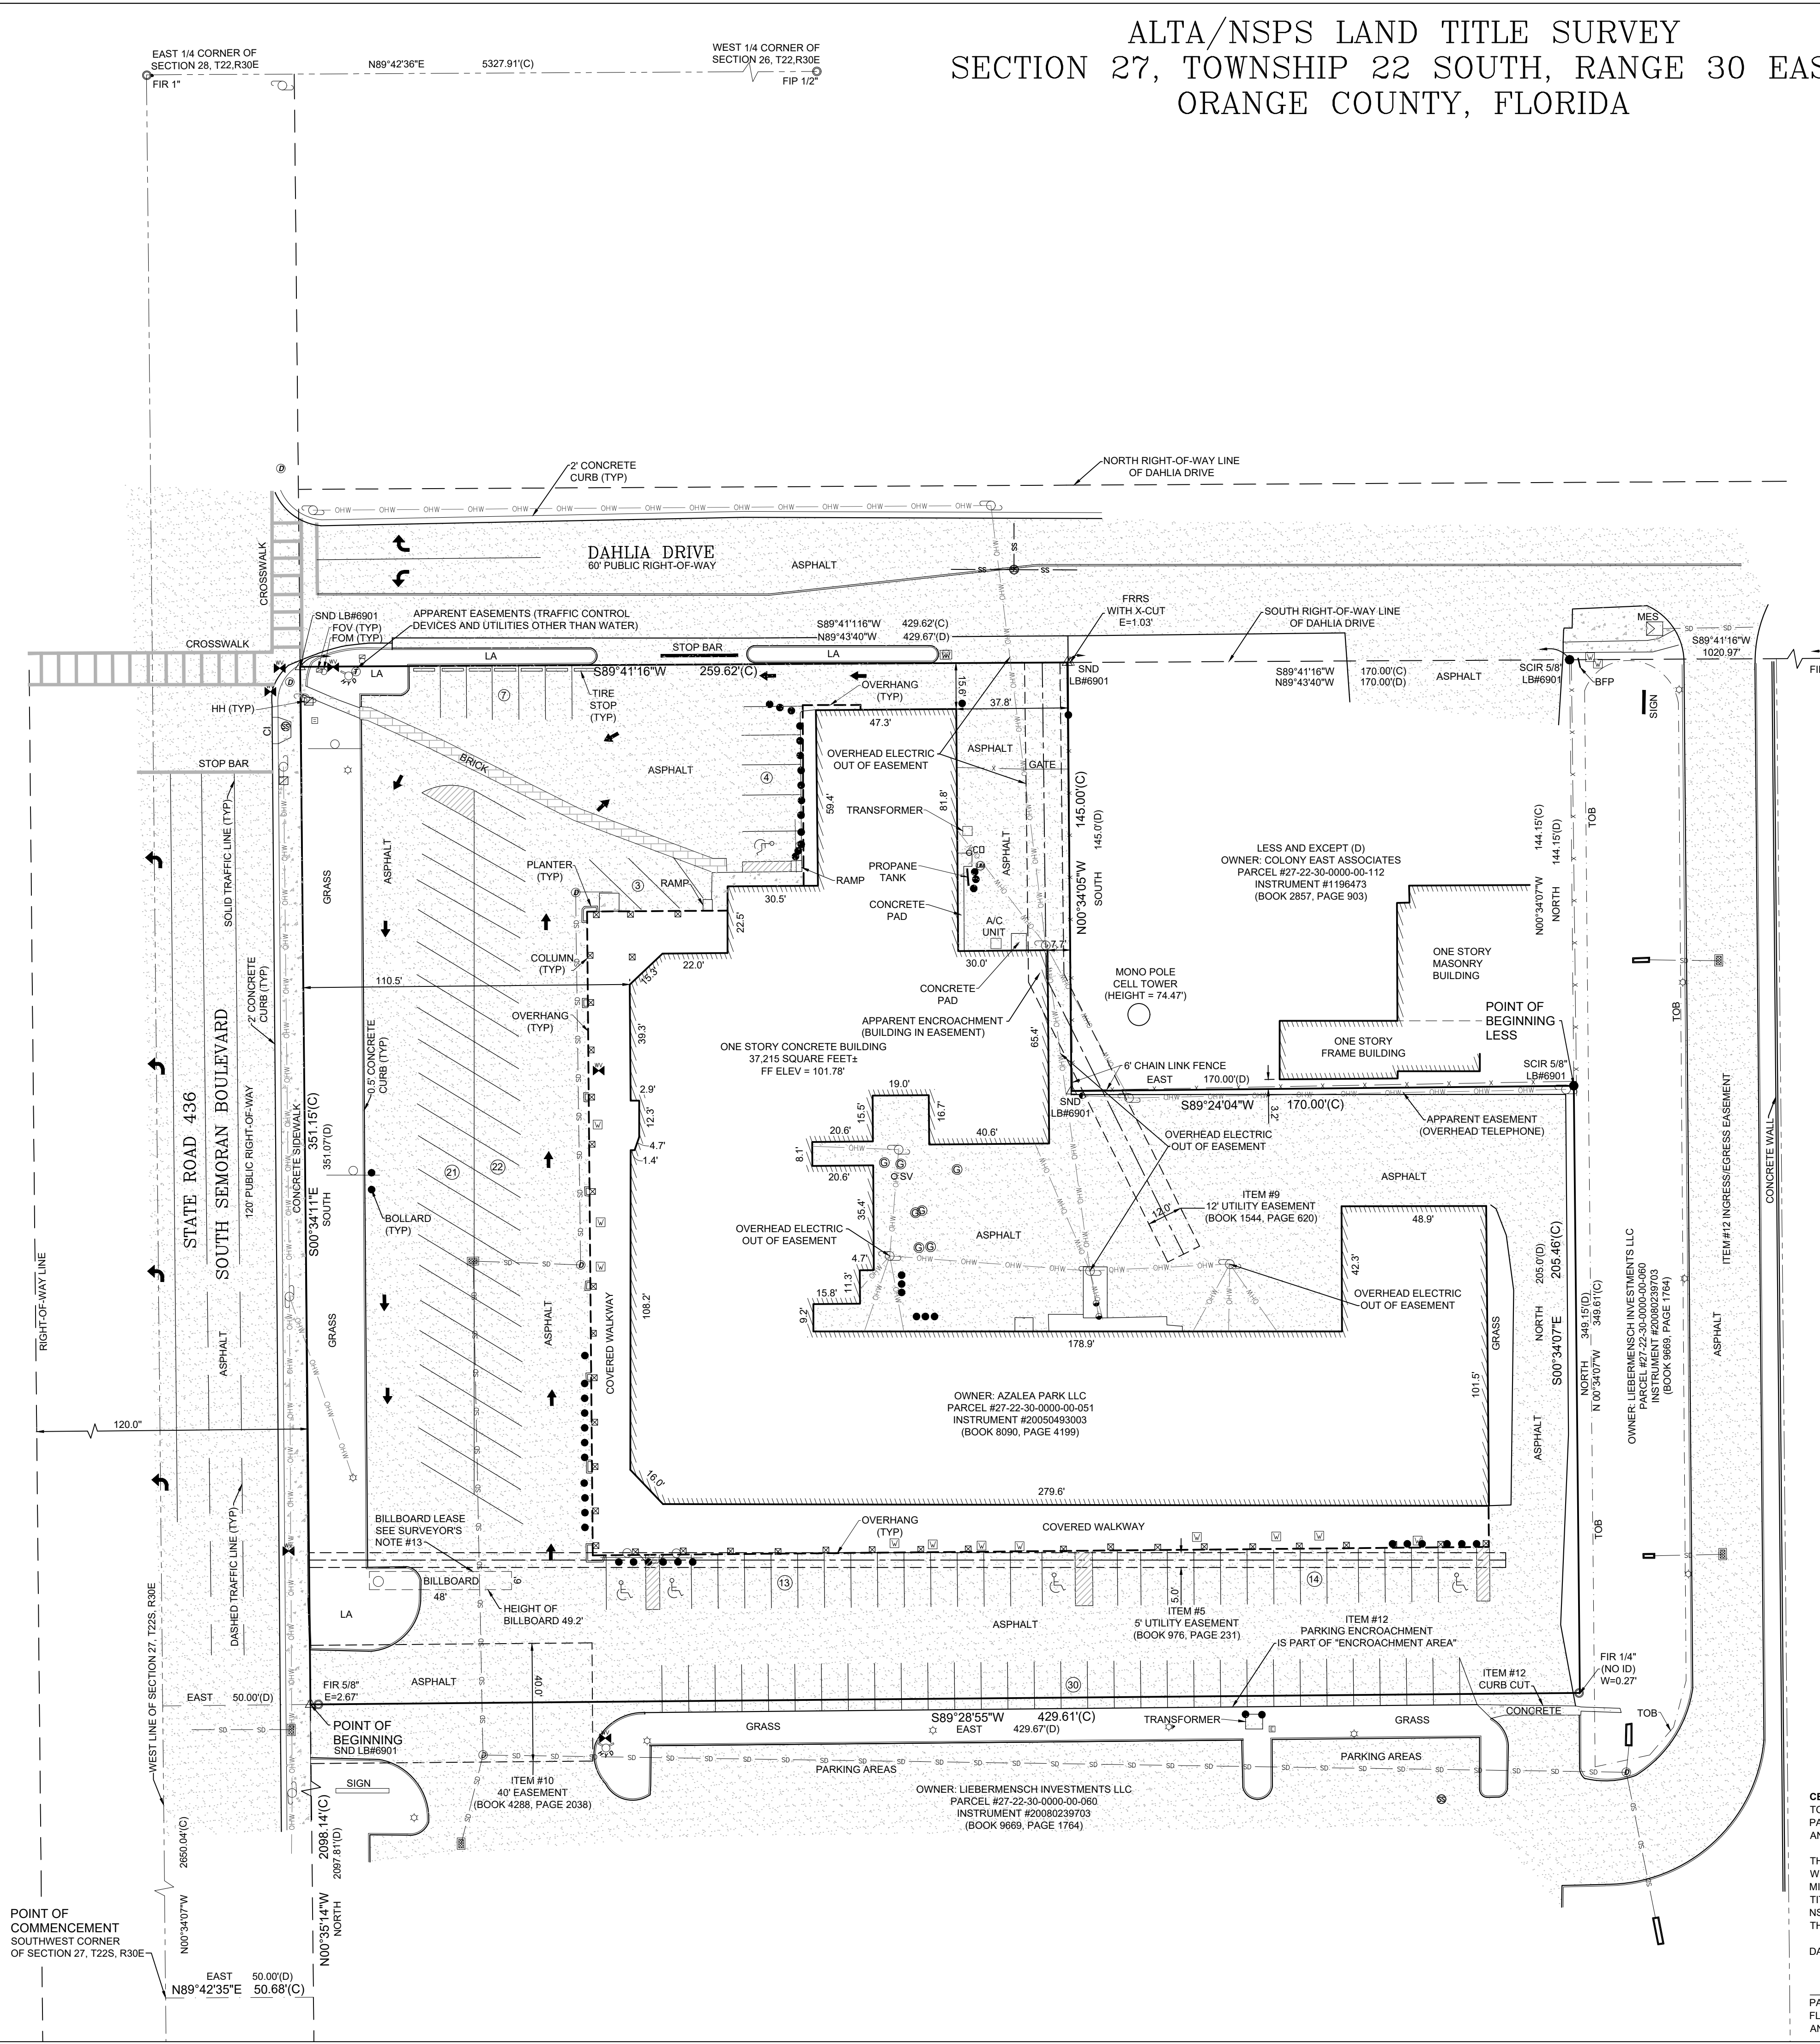 ALTA/NSPS LAND TITLE SURVEY
SECTION 27, TOWNSHIP 22 SOUTH, RANGE 30 EAS
ORANGE COUNTY, FLORIDA
EAST 1/4 CORNER OF
SECTION 28, T22,R30E
FIR 1"
N89°42'36"E 5327.91'(C)
WEST 1/4 CORNER OF
SECTION 26, T22,R30E
FIP 1/2"
2' CONCRETE
CURB (TYP)
NORTH RIGHT-OF-WAY LINE
OF DAHLIA DRIVE
DAHLIA DRIVE
60' PUBLIC RIGHT-OF-WAY
ASPHALT
CROSSWALK
CROSSWALK
SND LB#6901
FOV (TYP)
FOM (TYP)
APPARENT EASEMENTS (TRAFFIC CONTROL
DEVICES AND UTILITIES OTHER THAN WATER)
S89°41'116"W 429.62'(C)
N89°43'40"W 429.67'(D)
STOP BAR
LA
LA
LA
S89°41'16"W 259.62'(C)
FRRS
WITH X-CUT
E=1.03'
SND
LB#6901
SOUTH RIGHT-OF-WAY LINE
OF DAHLIA DRIVE
S89°41'16"W 170.00'(C)
N89°43'40"W 170.00'(D)
ASPHALT
SCIR 5/8"
LB#6901
BFP
MES
SIGN
S89°41'16"W
1020.97'
HH (TYP)
CI
STOP BAR
7
TIRE
STOP
(TYP)
OVERHANG
(TYP)
15.6'
37.8'
47.3'
BRICK
ASPHALT
4
59.4'
OVERHEAD ELECTRIC
OUT OF EASEMENT
ASPHALT
GATE
TRANSFORMER
81.8'
CO
PROPANE
TANK
ASPHALT
CONCRETE
PAD
A/C
UNIT
7.7'
30.0'
CONCRETE
PAD
N00°34'05"W 145.00'(C)
SOUTH 145.0'(D)
PLANTER
(TYP)
3
RAMP
RAMP
30.5'
22.5'
22.0'
15.3'
COLUMN
(TYP)
110.5'
OVERHANG
(TYP)
39.3'
2.9'
12.3'
4.7'
1.4'
ONE STORY CONCRETE BUILDING
37,215 SQUARE FEET±
FF ELEV = 101.78'
APPARENT ENCROACHMENT
(BUILDING IN EASEMENT)
65.4'
MONO POLE
CELL TOWER
(HEIGHT = 74.47')
LESS AND EXCEPT (D)
OWNER: COLONY EAST ASSOCIATES
PARCEL #27-22-30-0000-00-112
INSTRUMENT #1196473
(BOOK 2857, PAGE 903)
N00°34'07"W 144.15'(C)
NORTH 144.15'(D)
TOB
TOB
ONE STORY
MASONRY
BUILDING
ONE STORY
FRAME BUILDING
POINT OF
BEGINNING
LESS
SCIR 5/8"
LB#6901
6' CHAIN LINK FENCE
EAST 170.00'(D)
S89°24'04"W 170.00'(C)
3.2'
SND
LB#6901
APPARENT EASEMENT
(OVERHEAD TELEPHONE)
OVERHEAD ELECTRIC
OUT OF EASEMENT
19.0'
15.5'
16.7'
20.6'
40.6'
8.1'
20.6'
SV
35.4'
OVERHEAD ELECTRIC
OUT OF EASEMENT
4.7'
11.3'
15.8'
9.2'
ASPHALT
12.0'
ITEM #9
12' UTILITY EASEMENT
(BOOK 1544, PAGE 620)
ASPHALT
48.9'
42.3'
OVERHEAD ELECTRIC
OUT OF EASEMENT
178.9'
GRASS
101.5'
ASPHALT
NORTH 205.0'(D)
S00°34'07"E 205.46'(C)
NORTH 349.15'(D)
N 00°34'07"W 349.61'(C)
OWNER: LIEBERMENSCH INVESTMENTS LLC
PARCEL #27-22-30-0000-00-060
INSTRUMENT #20080239703
(BOOK 9669, PAGE 1764)
TOB
ASPHALT
ITEM #12 INGRESS/EGRESS EASEMENT
CONCRETE WALL
RIGHT-OF-WAY LINE
120.0"
STATE ROAD 436
SOUTH SEMORAN BOULEVARD
120' PUBLIC RIGHT-OF-WAY
ASPHALT
SOLID TRAFFIC LINE (TYP)
2' CONCRETE
CURB (TYP)
DASHED TRAFFIC LINE (TYP)
CONCRETE SIDEWALK
S00°34'11"E 351.15'(C)
SOUTH 351.07'(D)
GRASS
GRASS
ASPHALT
0.5' CONCRETE
CURB (TYP)
21
22
BOLLARD
(TYP)
ASPHALT
COVERED WALKWAY
108.2'
OWNER: AZALEA PARK LLC
PARCEL #27-22-30-0000-00-051
INSTRUMENT #20050493003
(BOOK 8090, PAGE 4199)
16.0'
279.6'
OVERHANG
(TYP)
COVERED WALKWAY
BILLBOARD LEASE
SEE SURVEYOR'S
NOTE #13
BILLBOARD
48'
9'
HEIGHT OF
BILLBOARD 49.2'
LA
13
14
5.0'
ITEM #5
5' UTILITY EASEMENT
(BOOK 976, PAGE 231)
ASPHALT
ITEM #12
PARKING ENCROACHMENT
IS PART OF "ENCROACHMENT AREA"
ITEM #12
CURB CUT
FIR 1/4"
(NO ID)
W=0.27'
30
EAST 50.00'(D)
FIR 5/8"
E=2.67'
ASPHALT
40.0'
POINT OF
BEGINNING
SND LB#6901
S89°28'55"W 429.61'(C)
EAST 429.67'(D)
GRASS
TRANSFORMER
GRASS
CONCRETE
TOB
PARKING AREAS
PARKING AREAS
SIGN
ITEM #10
40' EASEMENT
(BOOK 4288, PAGE 2038)
OWNER: LIEBERMENSCH INVESTMENTS LLC
PARCEL #27-22-30-0000-00-060
INSTRUMENT #20080239703
(BOOK 9669, PAGE 1764)
WEST LINE OF SECTION 27, T22S, R30E
N00°34'07"W 2650.04'(C)
N00°35'14"W 2098.14'(C)
NORTH 2097.81'(D)
POINT OF
COMMENCEMENT
SOUTHWEST CORNER
OF SECTION 27, T22S, R30E
EAST 50.00'(D)
N89°42'35"E 50.68'(C)